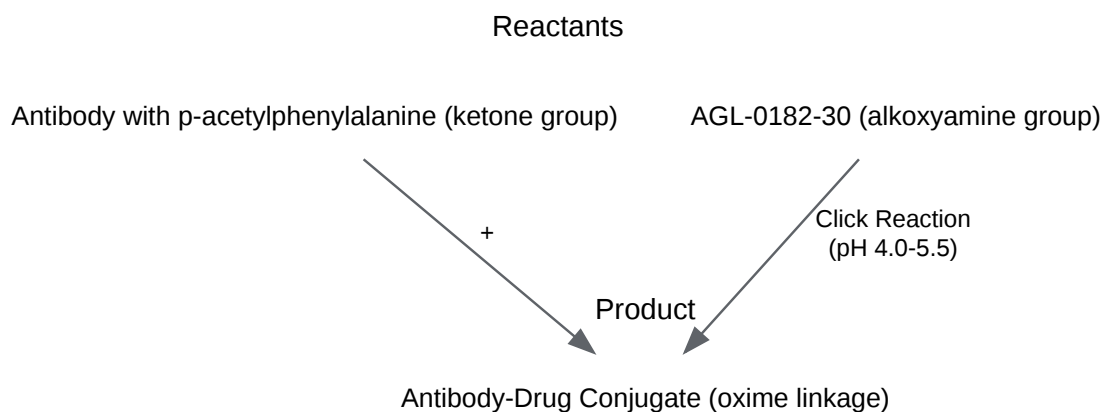 Reactants
Antibody with p-acetylphenylalanine (ketone group)
AGL-0182-30 (alkoxyamine group)
+
Click Reaction
(pH 4.0-5.5)
Product
Antibody-Drug Conjugate (oxime linkage)